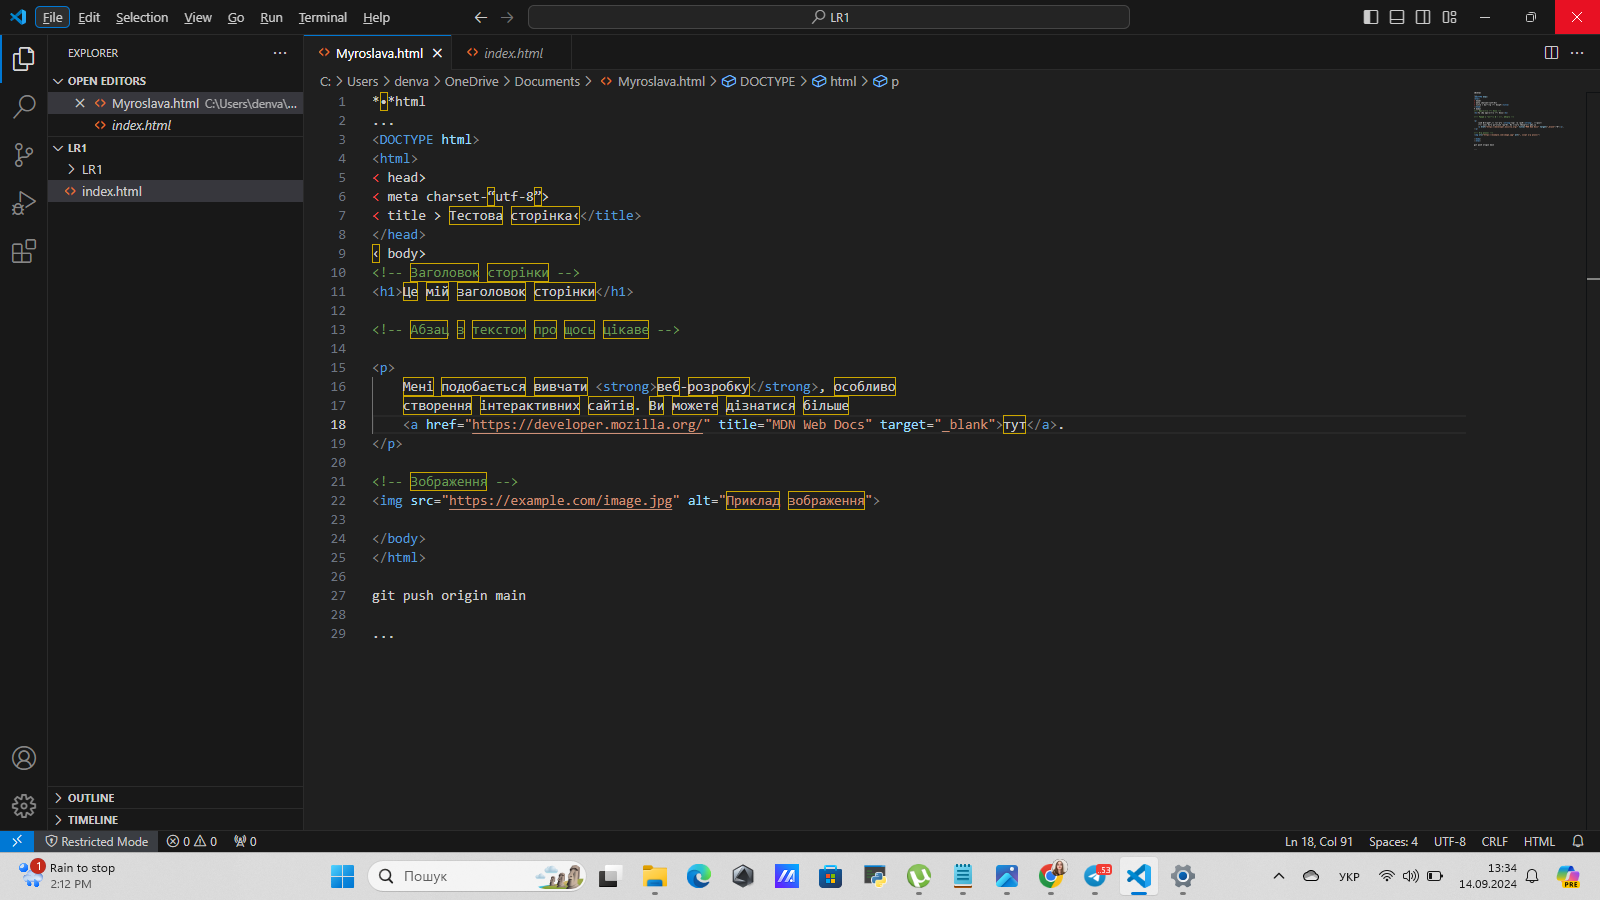 File Edit Selection View Go Run Terminal Help
LR1
EXPLORER
Myroslava.html
index.html
OPEN EDITORS
Myroslava.html C:\Users\denva\...
index.html
LR1
LR1
index.html
OUTLINE
TIMELINE
C: > Users > denva > OneDrive > Documents > Myroslava.html > DOCTYPE > html > p
1 *•*html
2 ...
3 <DOCTYPE html>
4 <html>
5 < head>
6 < meta charset-“utf-8”>
7 < title > Тестова сторінка‹</title>
8 </head>
9 ‹ body>
10 <!-- Заголовок сторінки -->
11 <h1>Це мій заголовок сторінки</h1>
12
13 <!-- Абзац з текстом про щось цікаве -->
14
15 <p>
16 Мені подобається вивчати <strong>веб-розробку</strong>, особливо
17 створення інтерактивних сайтів. Ви можете дізнатися більше
18 <a href="https://developer.mozilla.org/" title="MDN Web Docs" target="_blank">тут</a>.
19 </p>
20
21 <!-- Зображення -->
22 <img src="https://example.com/image.jpg" alt="Приклад зображення">
23
24 </body>
25 </html>
26
27 git push origin main
28
29 ...
Restricted Mode 0 0 0
Ln 18, Col 91 Spaces: 4 UTF-8 CRLF HTML
1 Rain to stop
2:12 PM
Пошук
.53
УКР
13:34
14.09.2024
PRE